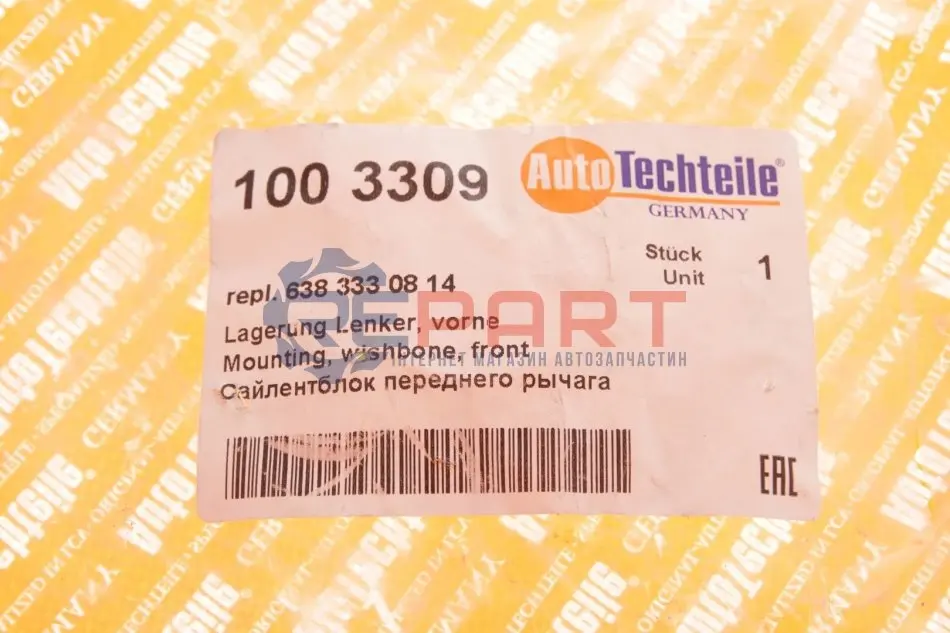 100 3309
AutoTechteile®
GERMANY
Stück
Unit
1
repl. 638 333 08 14
Lagerung Lenker, vorne
Mounting, wishbone, front
Сайлентблок переднего рычага
REPART
ІНТЕРНЕТ МАГАЗИН АВТОЗАПЧАСТИН
EAC